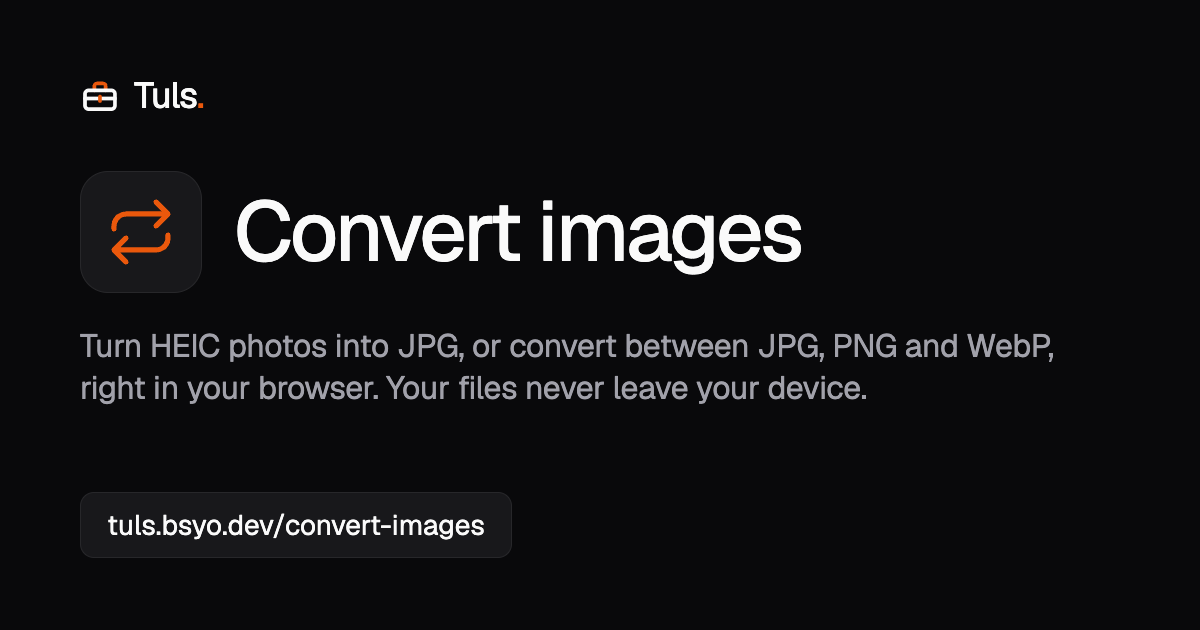 Tuls.
Convert images
Turn HEIC photos into JPG, or convert between JPG, PNG and WebP,
right in your browser. Your files never leave your device.
tuls.bsyo.dev/convert-images